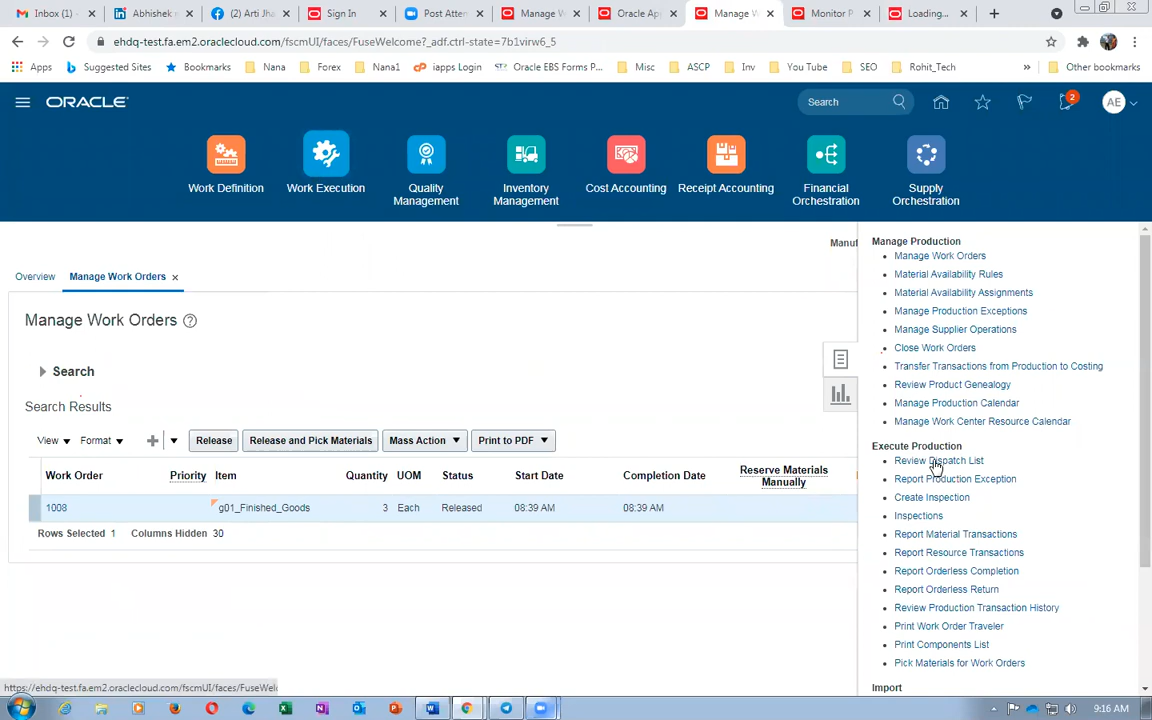 Inbox (1)
Abhishek
(2) Arti Jha
Sign In
Post Atten
Manage W
Oracle Ap
Manage W
Monitor P
Loading...
ehdq-test.fa.em2.oraclecloud.com/fscmUI/faces/FuseWelcome?_adf.ctrl-state=7b1virw6_5
Apps
Suggested Sites
Bookmarks
Nana
Forex
Nana1
iapps Login
Oracle EBS Forms P...
Misc
ASCP
Inv
You Tube
SEO
Rohit_Tech
»
Other bookmarks
ORACLE
Search
2
AE
Work Definition
Work Execution
Quality
Management
Inventory
Management
Cost Accounting
Receipt Accounting
Financial
Orchestration
Supply
Orchestration
Manuf
Overview
Manage Work Orders
Manage Work Orders
Search
Search Results
View
Format
Release
Release and Pick Materials
Mass Action
Print to PDF
Work Order
Priority
Item
Quantity
UOM
Status
Start Date
Completion Date
Reserve Materials
Manually
1008
g01_Finished_Goods
3
Each
Released
08:39 AM
08:39 AM
Rows Selected 1
Columns Hidden 30
Manage Production
Manage Work Orders
Material Availability Rules
Material Availability Assignments
Manage Production Exceptions
Manage Supplier Operations
Close Work Orders
Transfer Transactions from Production to Costing
Review Product Genealogy
Manage Production Calendar
Manage Work Center Resource Calendar
Execute Production
Review Dispatch List
Report Production Exception
Create Inspection
Inspections
Report Material Transactions
Report Resource Transactions
Report Orderless Completion
Report Orderless Return
Review Production Transaction History
Print Work Order Traveler
Print Components List
Pick Materials for Work Orders
Import
https://ehdq-test.fa.em2.oraclecloud.com/fscmUI/faces/FuseWelc
9:16 AM